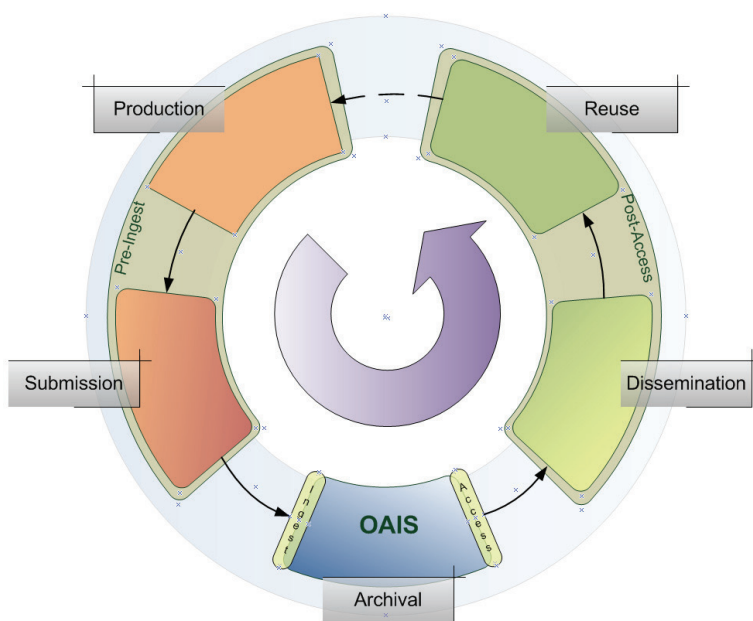 Production
Reuse
Pre-Ingest
Post-Access
Submission
Dissemination
Ingest
OAIS
Access
Archival